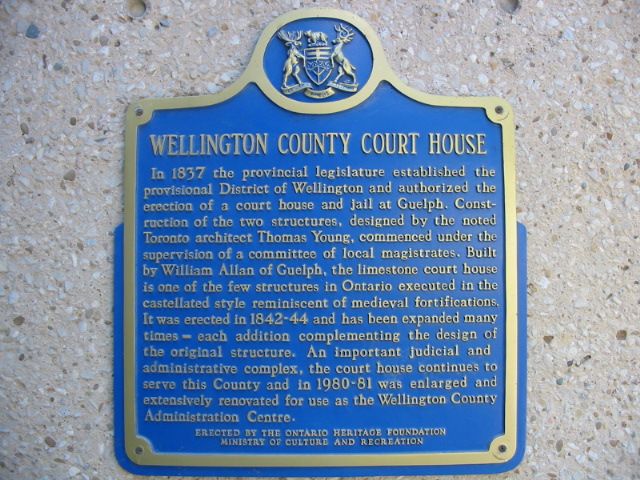 WELLINGTON COUNTY COURT HOUSE
In 1837 the provincial legislature established the
provisional District of Wellington and authorized the
erection of a court house and jail at Guelph. Const-
ruction of the two structures, designed by the noted
Toronto architect Thomas Young, commenced under the
supervision of a committee of local magistrates. Built
by William Allan of Guelph, the limestone court house
is one of the few structures in Ontario executed in the
castellated style reminiscent of medieval fortifications.
It was erected in 1842-44 and has been expanded many
times - each addition complementing the design of
the original structure. An important judicial and
administrative complex, the court house continues to
serve this County and in 1980-81 was enlarged and
extensively renovated for use as the Wellington County
Administration Centre.
ERECTED BY THE ONTARIO HERITAGE FOUNDATION
MINISTRY OF CULTURE AND RECREATION